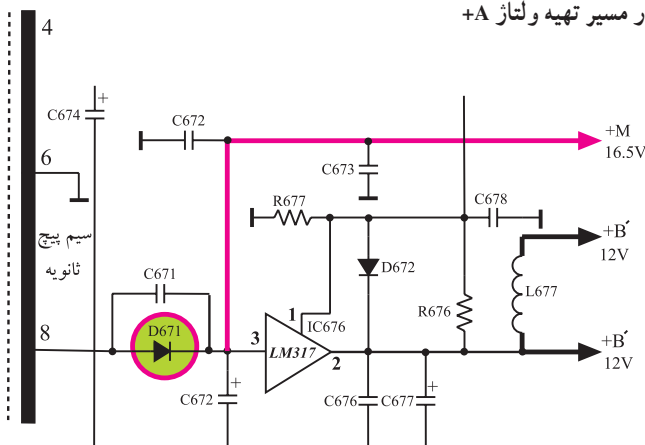 ر مسیر تهیه ولتاژ A+
4
C674
+
C672
+M
16.5V
6
C673
R677
C678
سیم پیچ
ثانویه
+B′
12V
C671
D672
L677
R676
8
D671
1
IC676
3
LM317
2
+B′
12V
C672
+
C676
C677
+